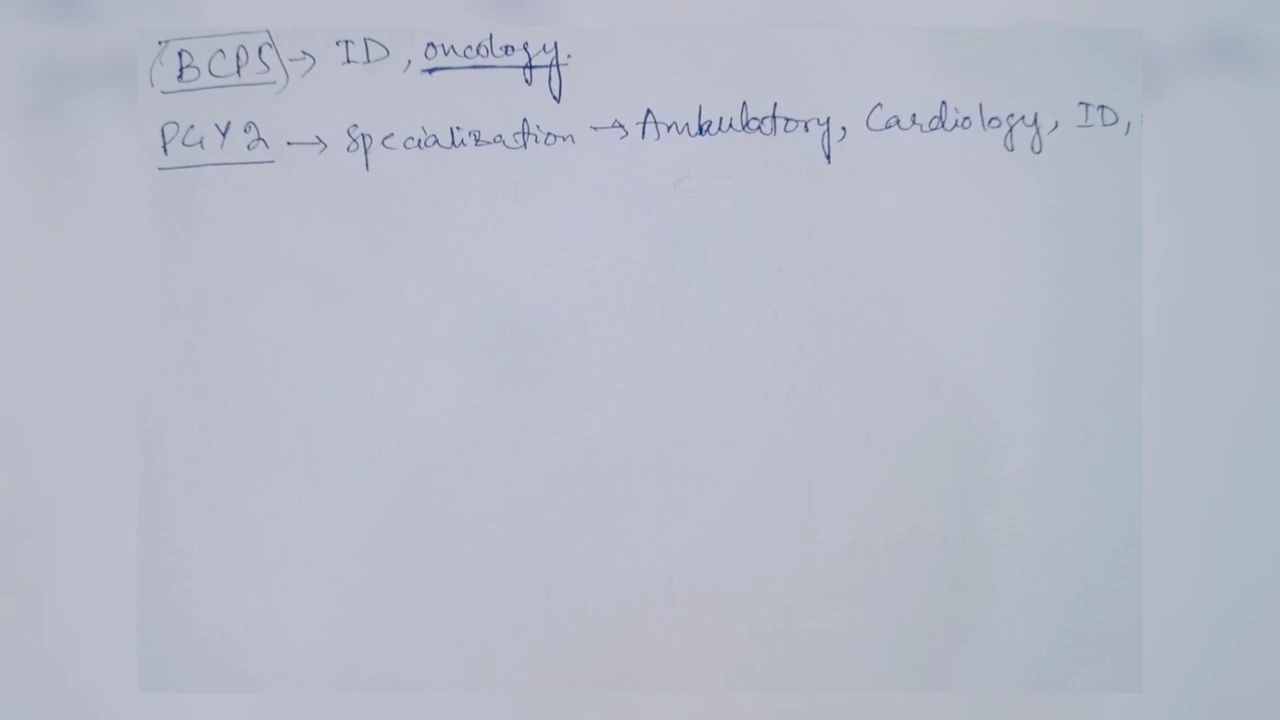 (BCPS) → ID, oncology.
PGY2 → Specialization → Ambulatory, Cardiology, ID,